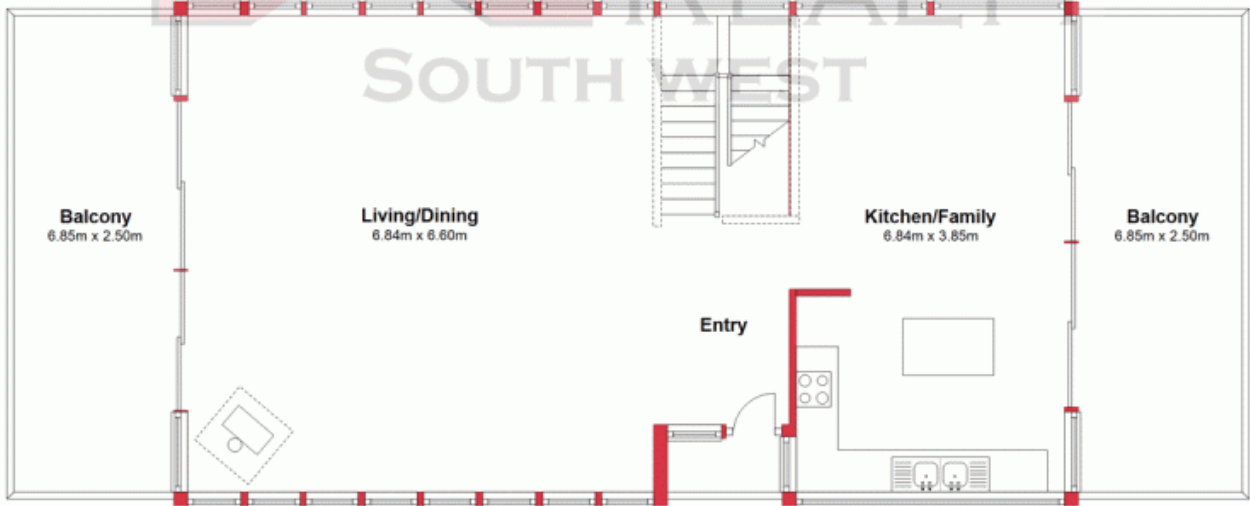 SOUTH WEST
Balcony
6.85m x 2.50m
Living/Dining
6.84m x 6.60m
Kitchen/Family
6.84m x 3.85m
Balcony
6.85m x 2.50m
Entry